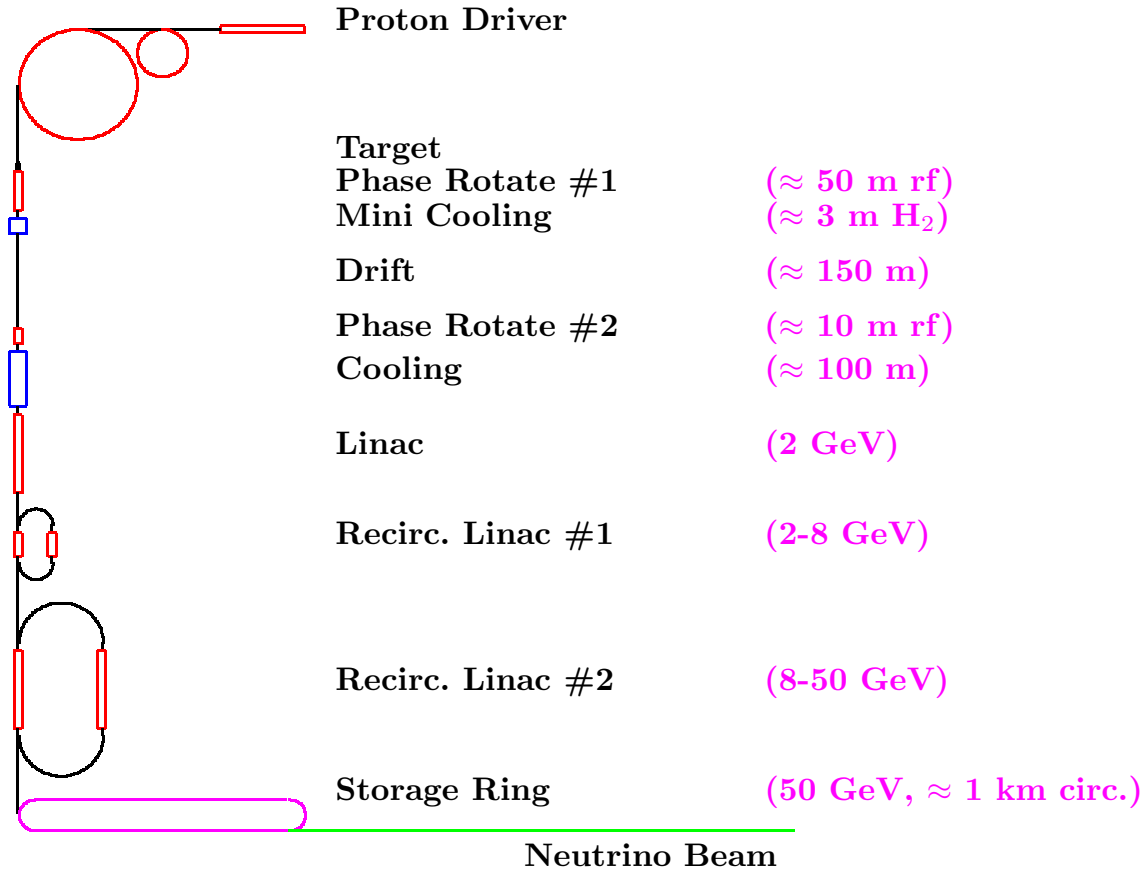 Proton Driver
Target
Phase Rotate #1 (≈ 50 m rf)
Mini Cooling (≈ 3 m H₂)
Drift (≈ 150 m)
Phase Rotate #2 (≈ 10 m rf)
Cooling (≈ 100 m)
Linac (2 GeV)
Recirc. Linac #1 (2-8 GeV)
Recirc. Linac #2 (8-50 GeV)
Storage Ring (50 GeV, ≈ 1 km circ.)
Neutrino Beam